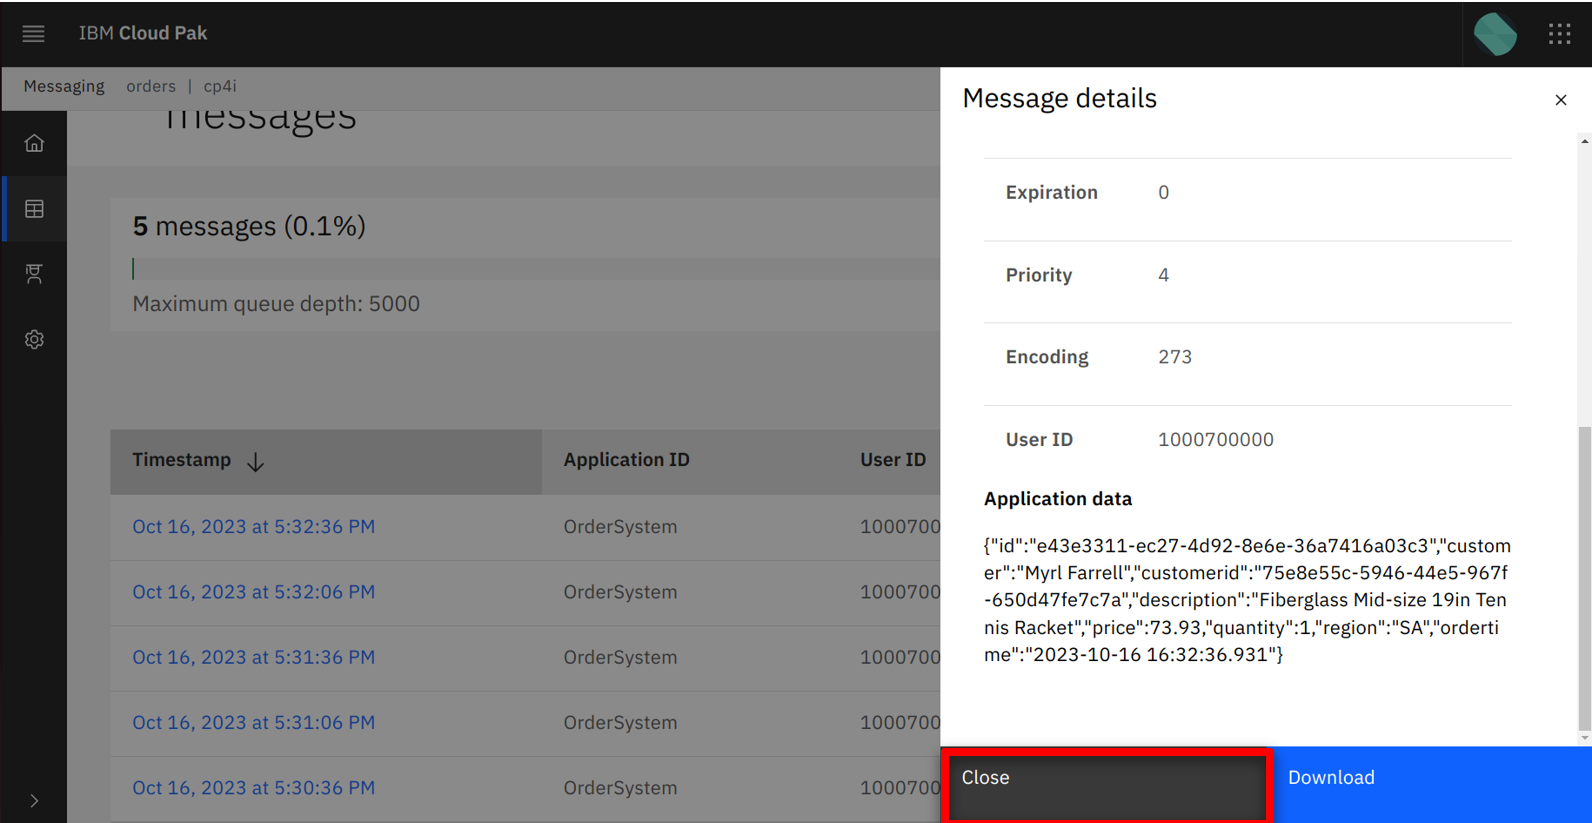 IBM Cloud Pak
Messaging orders | cp4i
messages
5 messages (0.1%)
Maximum queue depth: 5000
Timestamp Application ID User ID
Oct 16, 2023 at 5:32:36 PM OrderSystem 1000700
Oct 16, 2023 at 5:32:06 PM OrderSystem 1000700
Oct 16, 2023 at 5:31:36 PM OrderSystem 1000700
Oct 16, 2023 at 5:31:06 PM OrderSystem 1000700
Oct 16, 2023 at 5:30:36 PM OrderSystem 1000700
Message details
Expiration 0
Priority 4
Encoding 273
User ID 1000700000
Application data
{"id":"e43e3311-ec27-4d92-8e6e-36a7416a03c3","custom
er":"Myrl Farrell","customerid":"75e8e55c-5946-44e5-967f
-650d47fe7c7a","description":"Fiberglass Mid-size 19in Ten
nis Racket","price":73.93,"quantity":1,"region":"SA","orderti
me":"2023-10-16 16:32:36.931"}
Close Download